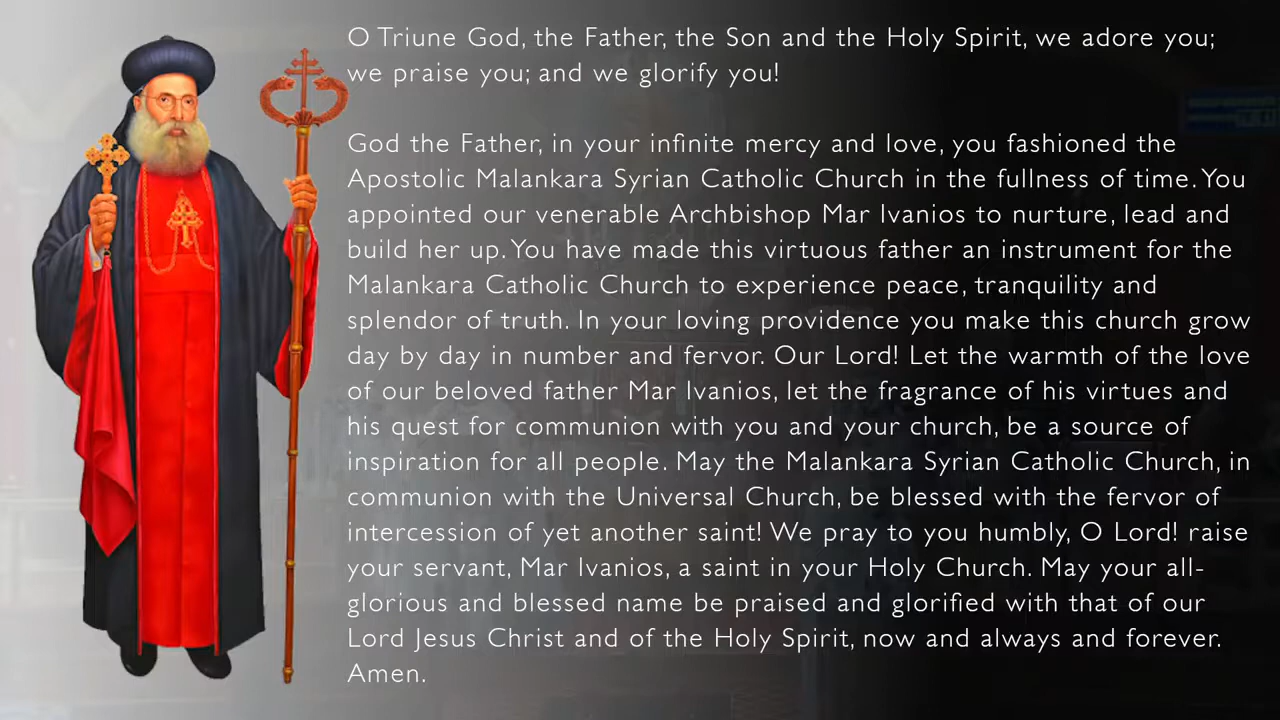 O Triune God, the Father, the Son and the Holy Spirit, we adore you;
we praise you; and we glorify you!
God the Father, in your infinite mercy and love, you fashioned the
Apostolic Malankara Syrian Catholic Church in the fullness of time. You
appointed our venerable Archbishop Mar Ivanios to nurture, lead and
build her up. You have made this virtuous father an instrument for the
Malankara Catholic Church to experience peace, tranquility and
splendor of truth. In your loving providence you make this church grow
day by day in number and fervor. Our Lord! Let the warmth of the love
of our beloved father Mar Ivanios, let the fragrance of his virtues and
his quest for communion with you and your church, be a source of
inspiration for all people. May the Malankara Syrian Catholic Church, in
communion with the Universal Church, be blessed with the fervor of
intercession of yet another saint! We pray to you humbly, O Lord! raise
your servant, Mar Ivanios, a saint in your Holy Church. May your all-
glorious and blessed name be praised and glorified with that of our
Lord Jesus Christ and of the Holy Spirit, now and always and forever.
Amen.